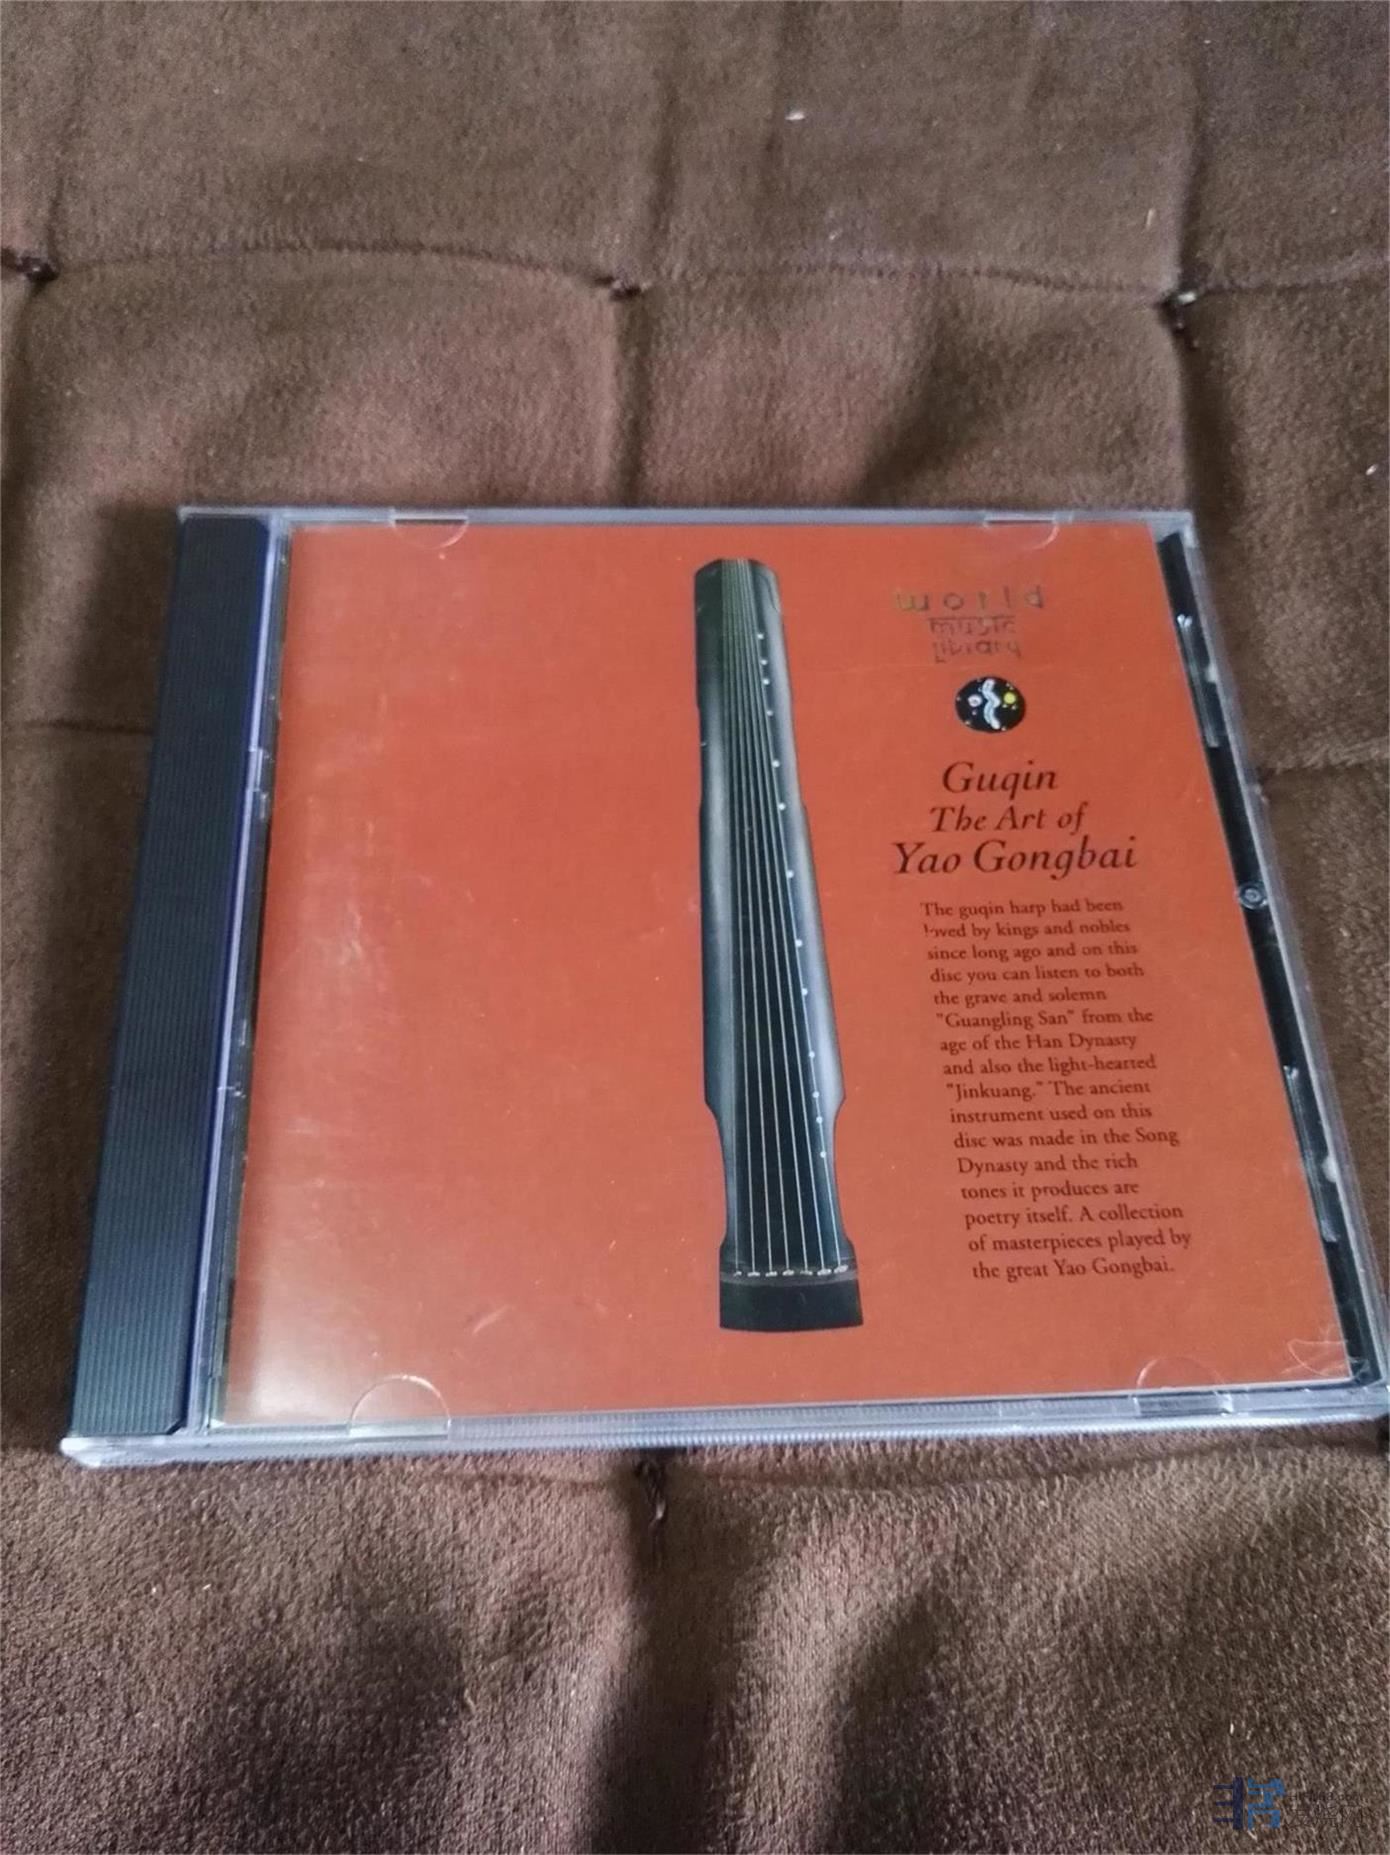 world
music
library
Guqin
The Art of
Yao Gongbai
The guqin harp had been
loved by kings and nobles
since long ago and on this
disc you can listen to both
the grave and solemn
"Guangling San" from the
age of the Han Dynasty
and also the light-hearted
"Jinkuang." The ancient
instrument used on this
disc was made in the Song
Dynasty and the rich
tones it produces are
poetry itself. A collection
of masterpieces played by
the great Yao Gongbai.